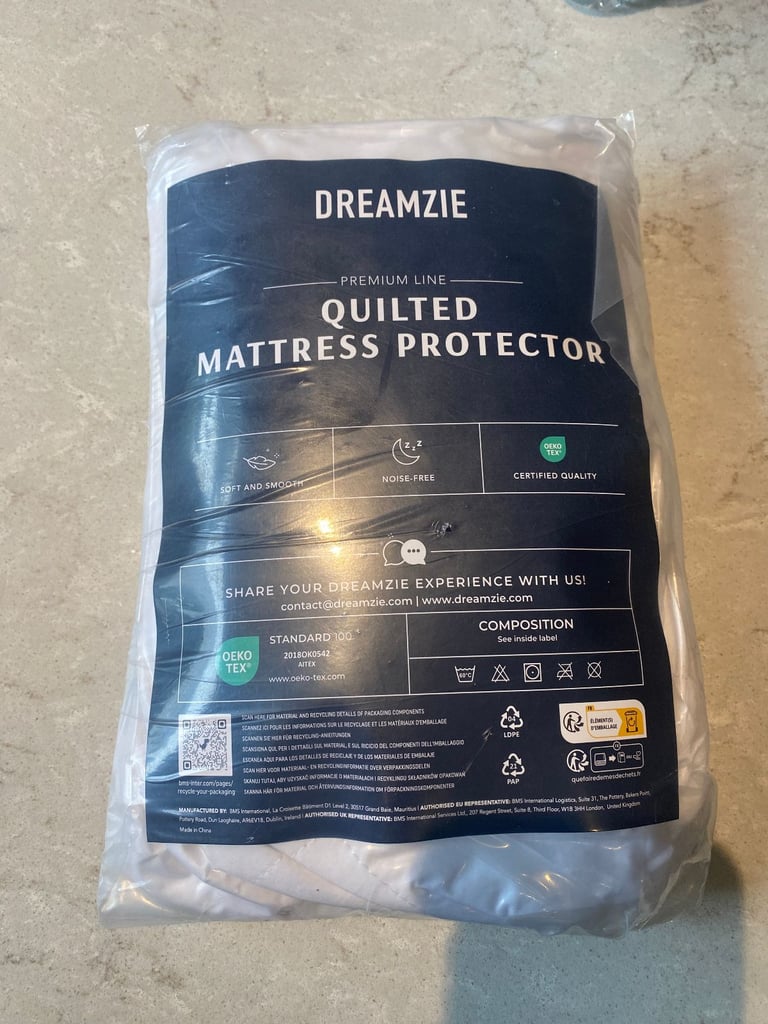 DREAMZIE
PREMIUM LINE
QUILTED
MATTRESS PROTECTOR
SOFT AND SMOOTH
zzz
NOISE-FREE
OEKO
TEX®
CERTIFIED QUALITY
SHARE YOUR DREAMZIE EXPERIENCE WITH US!
contact@dreamzie.com | www.dreamzie.com
OEKO
TEX®
STANDARD 100
2018OK0542
AITEX
www.oeko-tex.com
COMPOSITION
See inside label
60°C
bms-inter.com/pages/
recycle-your-packaging
SCAN HERE FOR MATERIAL AND RECYCLING DETAILS OF PACKAGING COMPONENTS
SCANNEZ ICI POUR LES INFORMATIONS SUR LE RECYCLAGE ET LES MATÉRIAUX D'EMBALLAGE
SCANNEN SIE HIER FÜR RECYCLING-ANLEITUNGEN
SCANSIONA QUI PER I DETTAGLI SUL MATERIAL E SUL RICICLO DEI COMPONENTI DELL'IMBALLAGGIO
ESCANEA AQUÍ PARA LOS DETALLES DE RECICLAJE Y DE LOS MATERIALES DE EMBALAJE
SCAN HIER VOOR MATERIAAL- EN RECYCLINGINFORMATIE OVER VERPAKKINGSDELEN
SKANUJ TUTAJ, ABY UZYSKAĆ INFORMACJE O MATERIAŁACH I RECYKLINGU SKŁADNIKÓW OPAKOWAŃ
SKANNA HÄR FÖR MATERIAL OCH ÅTERVINNINGSINFORMATION OM FÖRPACKNINGSKOMPONENTER
04
LDPE
21
PAP
FR
ÉLÉMENT(S)
D'EMBALLAGE
FR
quefairedemesdechets.fr
MANUFACTURED BY: BMS International, La Croisette Bâtiment D1 Level 2, 30517 Grand Baie, Mauritius | AUTHORISED EU REPRESENTATIVE: BMS International Logistics, Suite 31, The Pottery, Bakers Point,
Pottery Road, Dun Laoghaire, A96EV18, Dublin, Ireland | AUTHORISED UK REPRESENTATIVE: BMS International Services Ltd., 207 Regent Street, Suite 8, Third Floor, W1B 3HH London, United Kingdom
Made in China